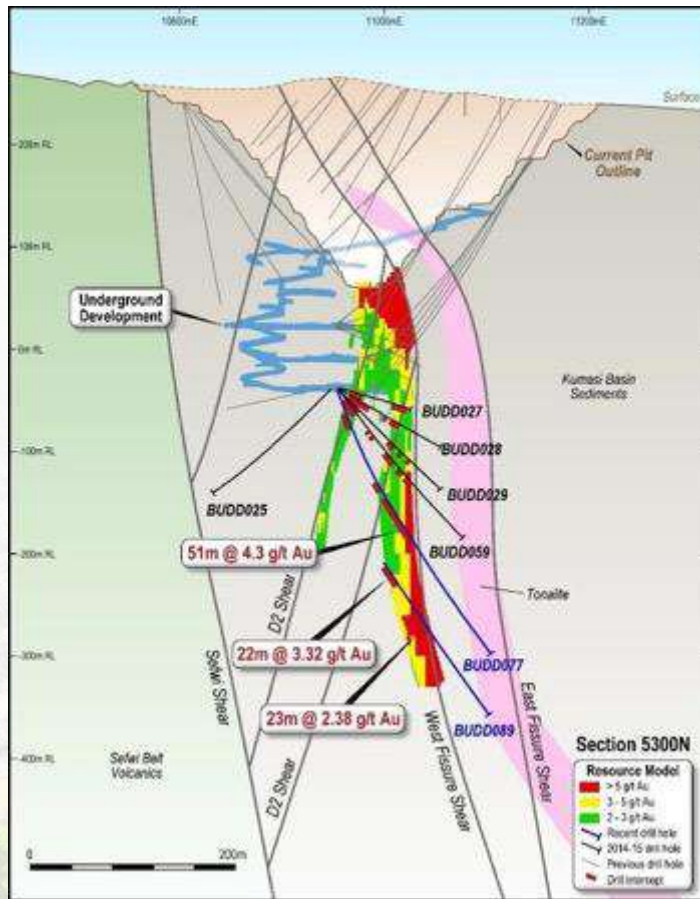 10800mE
11000mE
11200mE
Surface
200m RL
Current Pit
Outline
100m RL
Underground
Development
0m RL
Kumasi Basin
Sediments
BUDD027
-100m RL
BUDD028
BUDD029
BUDD025
BUDD059
51m @ 4.3 g/t Au
-200m RL
D2 Shear
Tonalite
22m @ 3.32 g/t Au
-300m RL
BUDD077
Sefwi Shear
23m @ 2.38 g/t Au
BUDD089
West Fissure Shear
East Fissure Shear
Section 5300N
-400m RL
Sefwi Belt
Volcanics
D2 Shear
Resource Model
> 5 g/t Au
3 - 5 g/t Au
2 - 3 g/t Au
Recent drill hole
2014-15 drill hole
Previous drill hole
Drill intercept
0
200m